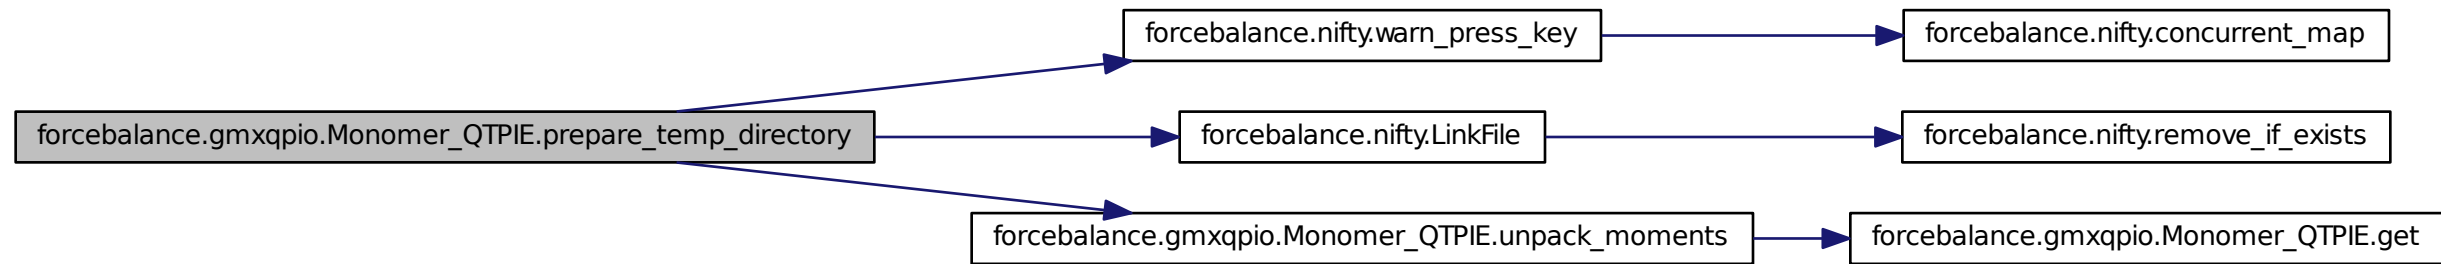 forcebalance.nifty.warn_press_key
forcebalance.nifty.concurrent_map
forcebalance.gmxqpio.Monomer_QTPIE.prepare_temp_directory
forcebalance.nifty.LinkFile
forcebalance.nifty.remove_if_exists
forcebalance.gmxqpio.Monomer_QTPIE.unpack_moments
forcebalance.gmxqpio.Monomer_QTPIE.get